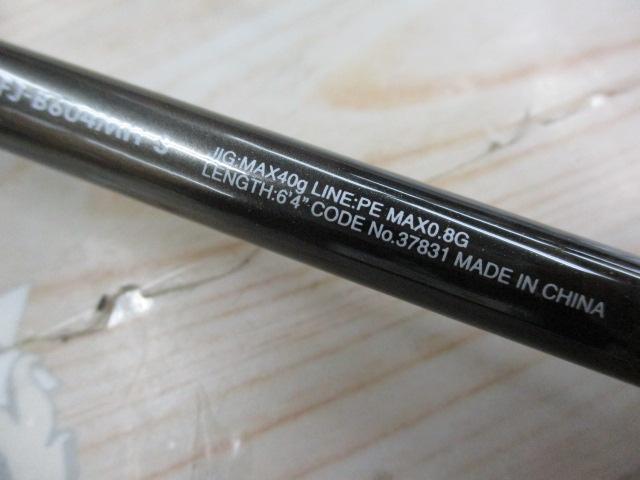 JIG:MAX40g LINE:PE MAX0.8G
LENGTH:6'4" CODE No.37831 MADE IN CHINA